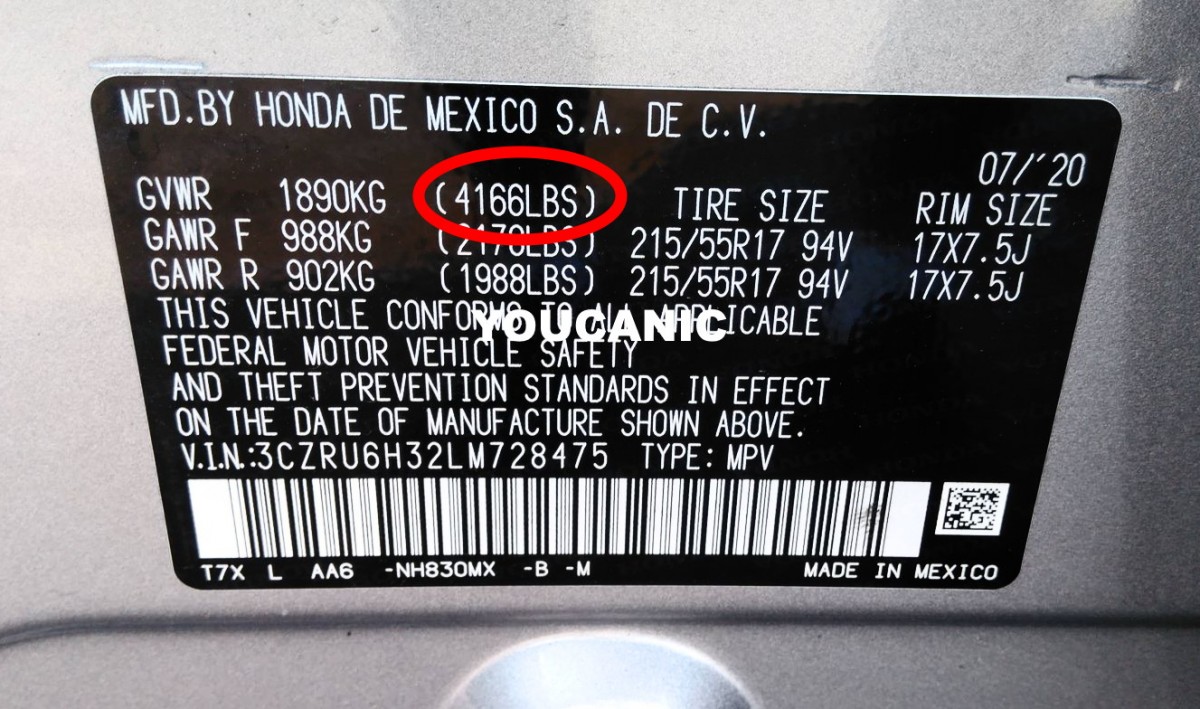 MFD.BY HONDA DE MEXICO S.A. DE C.V.
07/'20
GVWR 1890KG (4166LBS) TIRE SIZE RIM SIZE
GAWR F 988KG (2178LBS) 215/55R17 94V 17X7.5J
GAWR R 902KG (1988LBS) 215/55R17 94V 17X7.5J
THIS VEHICLE CONFORMS TO ALL APPLICABLE
YOUCANIC
FEDERAL MOTOR VEHICLE SAFETY
AND THEFT PREVENTION STANDARDS IN EFFECT
ON THE DATE OF MANUFACTURE SHOWN ABOVE.
V.I.N.:3CZRU6H32LM728475 TYPE: MPV
T7X L AA6 -NH830MX -B -M MADE IN MEXICO